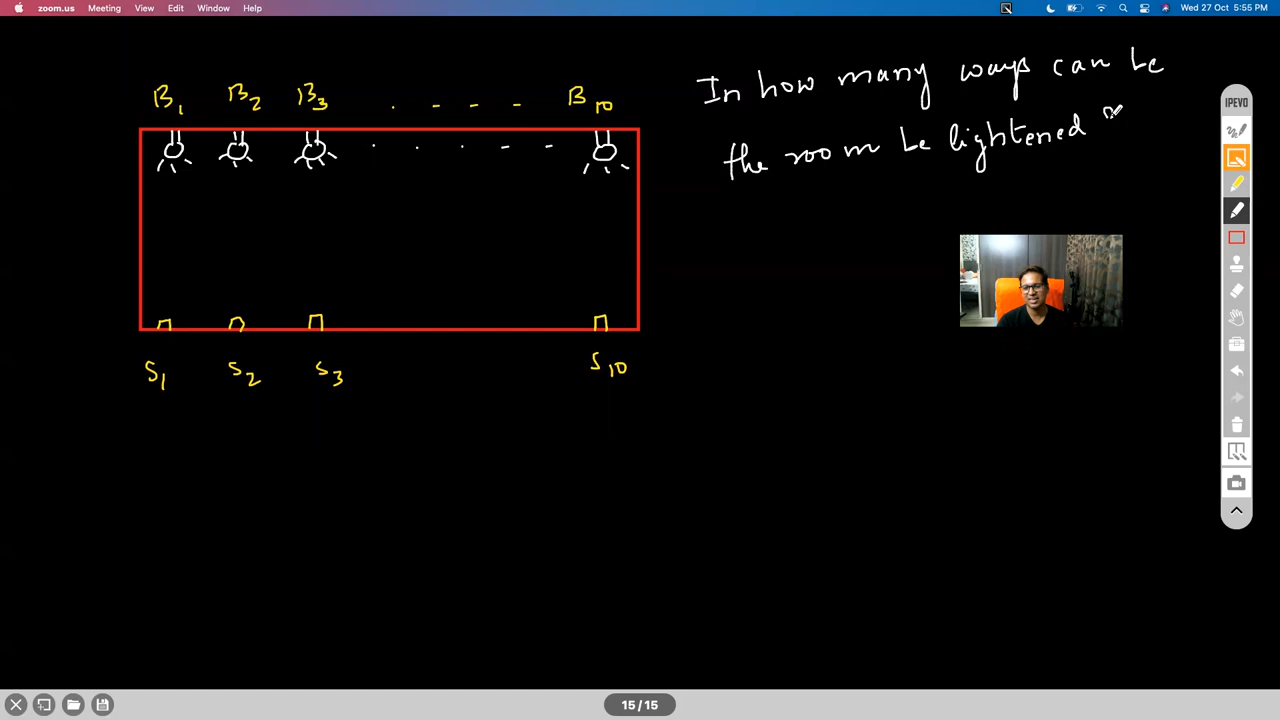 zoom.us Meeting View Edit Window Help Wed 27 Oct 5:55 PM
In how many ways can be
the room be lightened ?
B1 B2 B3 . - - - - B10
IPEVO
S1 S2 S3 S10
15/15